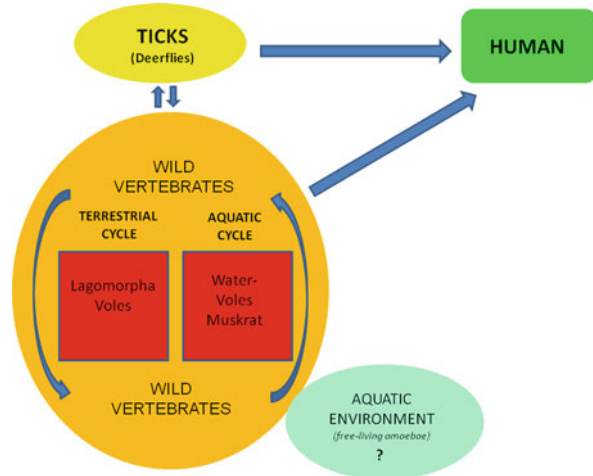 TICKS
(Deerflies)
HUMAN
WILD
VERTEBRATES
TERRESTRIAL
CYCLE
AQUATIC
CYCLE
Lagomorpha
Voles
Water-
Voles
Muskrat
WILD
VERTEBRATES
AQUATIC
ENVIRONMENT
(free-living amoebae)
?